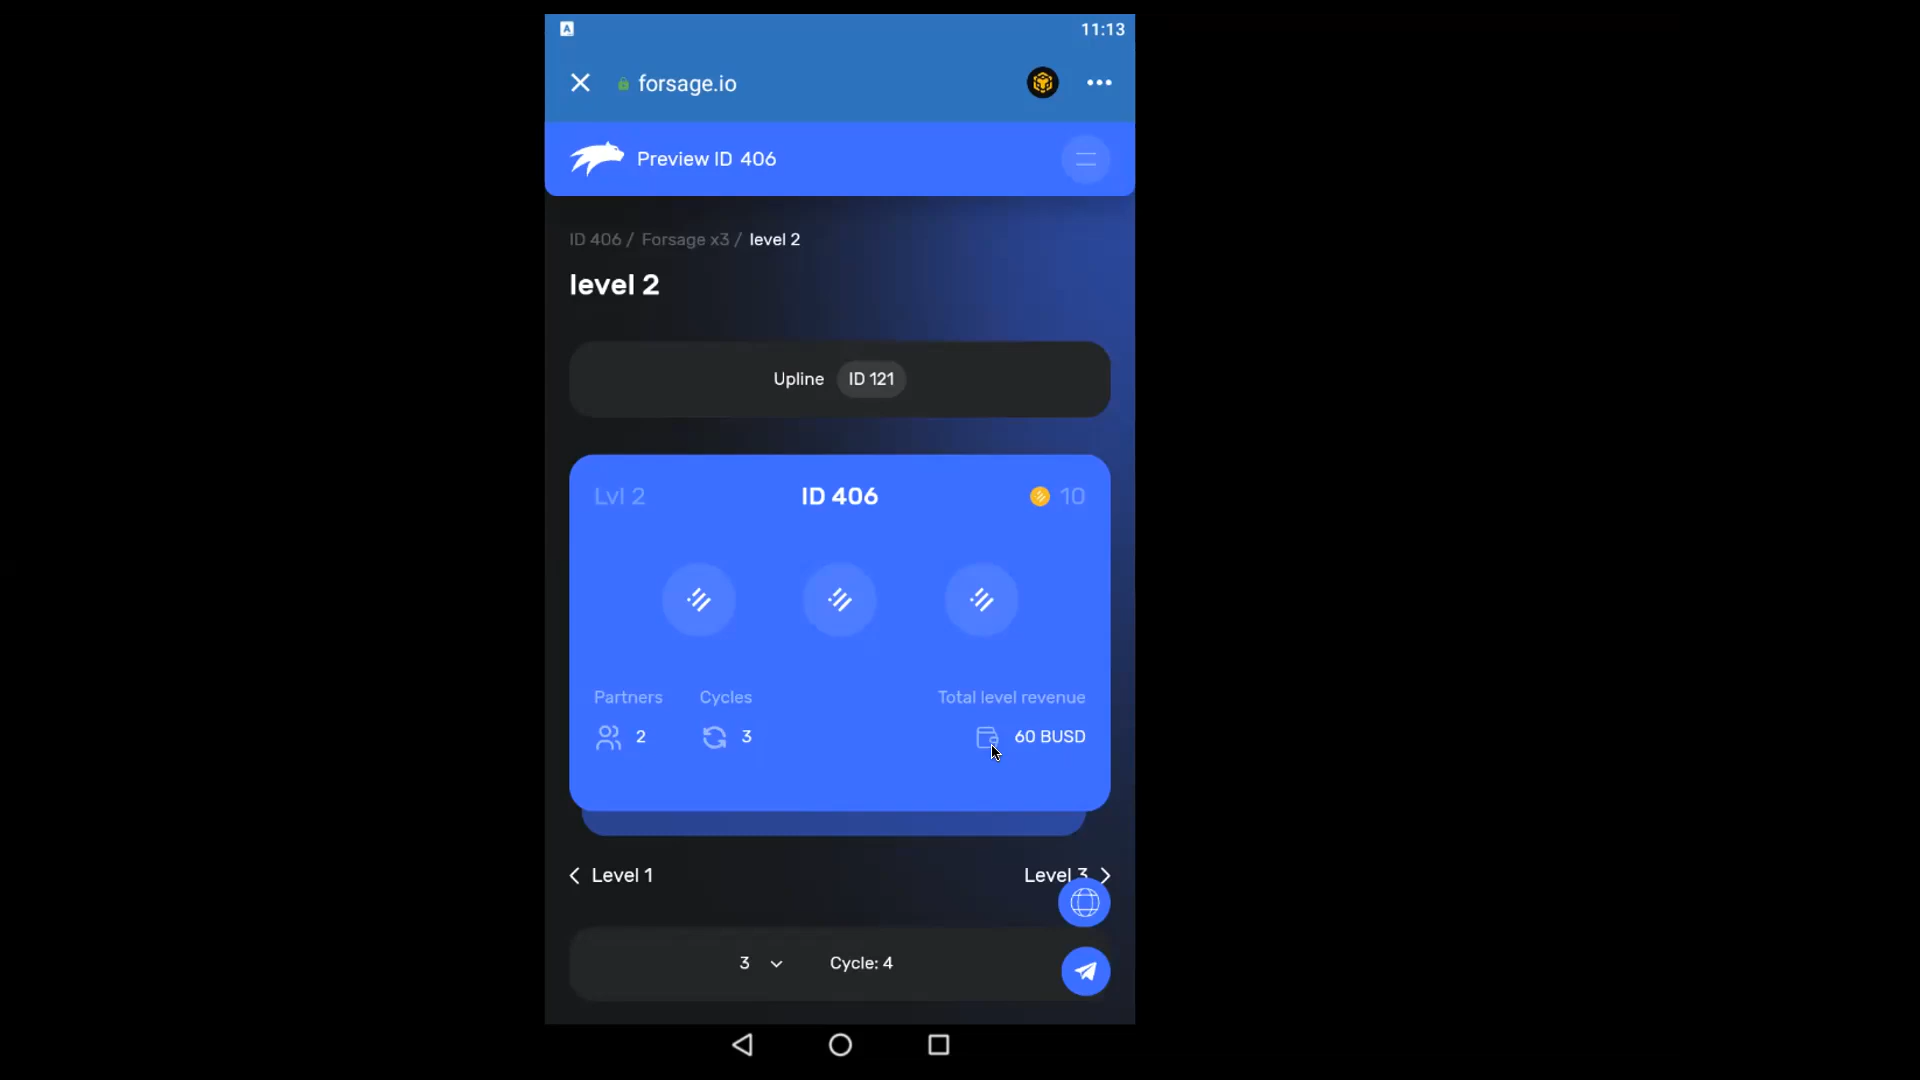 11:13
forsage.io
Preview ID 406
ID 406 / Forsage x3 / level 2
level 2
Upline ID 121
Lvl 2 ID 406 10
Partners Cycles Total level revenue
2 3 60 BUSD
Level 1 Level 3
3 Cycle: 4